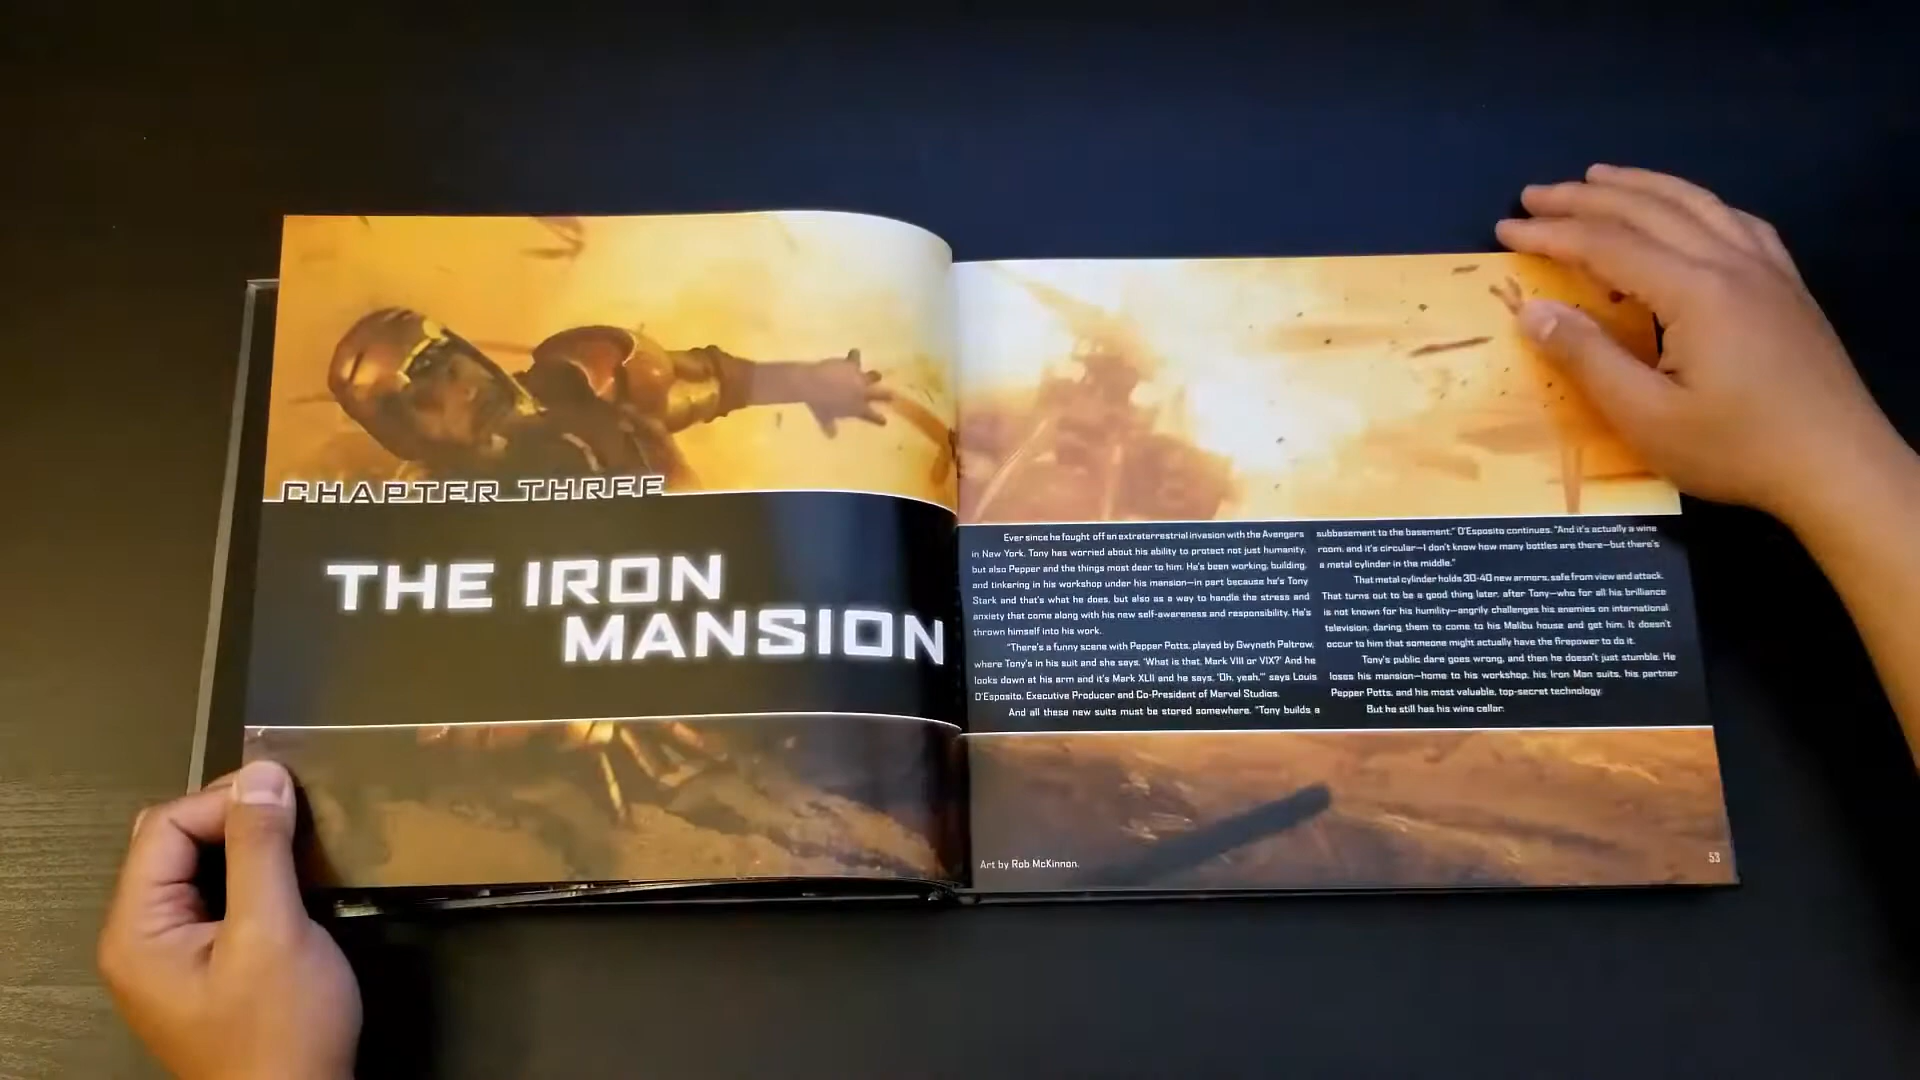 CHAPTER THREE
THE IRON
MANSION
Ever since he fought off an extraterrestrial invasion with the Avengers
in New York, Tony has worried about his ability to protect not just humanity,
but also Pepper and the things most dear to him. He's been working, building,
and tinkering in his workshop under his mansion—in part because he's Tony
Stark and that's what he does, but also as a way to handle the stress and
anxiety that come along with his new self-awareness and responsibility. He's
thrown himself into his work.
"There's a funny scene with Pepper Potts, played by Gwyneth Paltrow,
where Tony's in his suit and she says, 'What is that, Mark VIII or VIX?' And he
looks down at his arm and it's Mark XLII and he says, 'Oh, yeah,'" says Louis
D'Esposito, Executive Producer and Co-President of Marvel Studios.
And all these new suits must be stored somewhere. "Tony builds a
subbasement to the basement," D'Esposito continues. "And it's actually a wine
room, and it's circular—I don't know how many bottles are there—but there's
a metal cylinder in the middle."
That metal cylinder holds 30-40 new armors, safe from view and attack.
That turns out to be a good thing later, after Tony—who for all his brilliance
is not known for his humility—angrily challenges his enemies on international
television, daring them to come to his Malibu house and get him. It doesn't
occur to him that someone might actually have the firepower to do it.
Tony's public dare goes wrong, and then he doesn't just stumble. He
loses his mansion—home to his workshop, his Iron Man suits, his partner
Pepper Potts, and his most valuable, top-secret technology.
But he still has his wine cellar.
Art by Rob McKinnon.
53